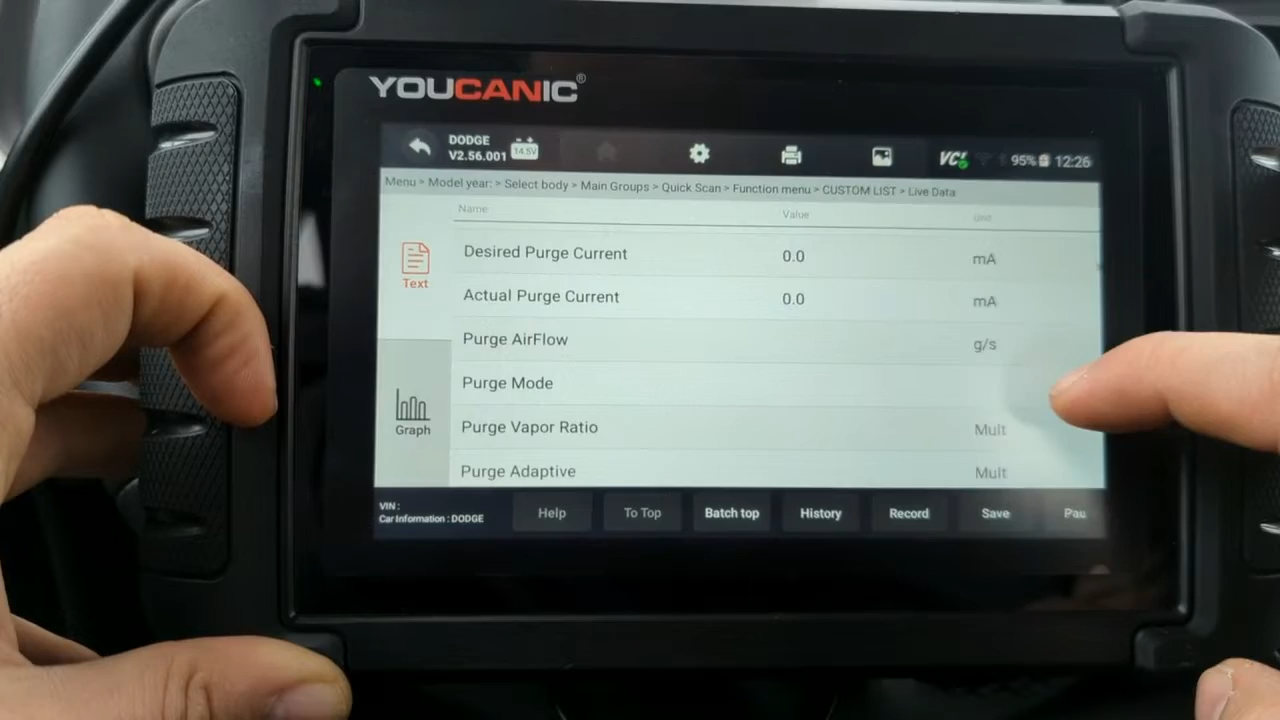 YOUCANIC®
DODGE
V2.56.001
14.5V
VCI
95%
12:26
Menu > Model year: > Select body > Main Groups > Quick Scan > Function menu > CUSTOM LIST > Live Data
Name Value Unit
Text
Desired Purge Current 0.0 mA
Actual Purge Current 0.0 mA
Purge AirFlow g/s
Purge Mode
Graph
Purge Vapor Ratio Mult
Purge Adaptive Mult
VIN :
Car Information : DODGE
Help To Top Batch top History Record Save Pau